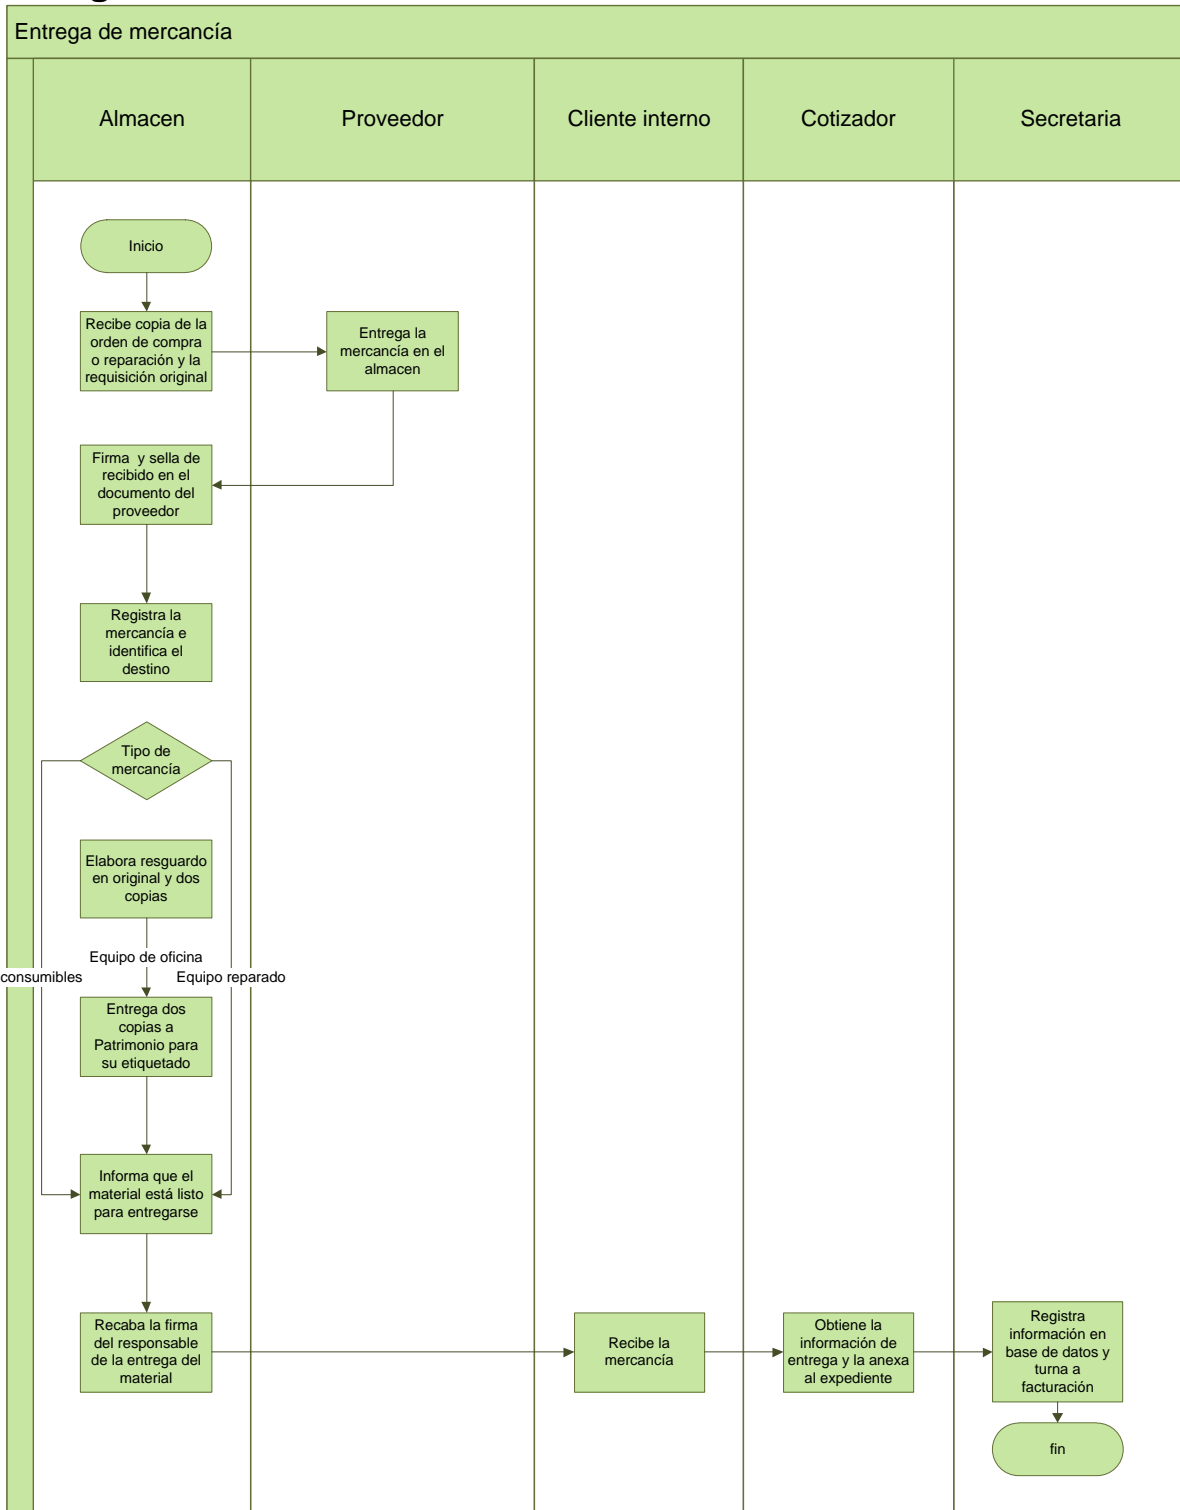 Entrega de mercancía
Almacen
Proveedor
Cliente interno
Cotizador
Secretaria
Inicio
Recibe copia de la
orden de compra
o reparación y la
requisición original
Entrega la
mercancía en el
almacen
Firma y sella de
recibido en el
documento del
proveedor
Registra la
mercancía e
identifica el
destino
Tipo de
mercancía
Elabora resguardo
en original y dos
copias
Equipo de oficina
consumibles
Equipo reparado
Entrega dos
copias a
Patrimonio para
su etiquetado
Informa que el
material está listo
para entregarse
Recaba la firma
del responsable
de la entrega del
material
Recibe la
mercancía
Obtiene la
información de
entrega y la anexa
al expediente
Registra
información en
base de datos y
turna a
facturación
fin